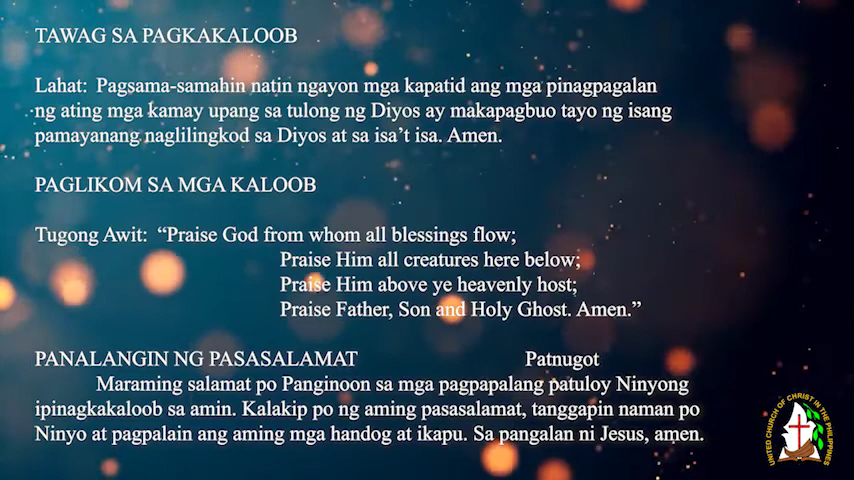 TAWAG SA PAGKAKALOOB
Lahat: Pagsama-samahin natin ngayon mga kapatid ang mga pinagpagalan
ng ating mga kamay upang sa tulong ng Diyos ay makapagbuo tayo ng isang
pamayanang naglilingkod sa Diyos at sa isa't isa. Amen.
PAGLIKOM SA MGA KALOOB
Tugong Awit: “Praise God from whom all blessings flow;
Praise Him all creatures here below;
Praise Him above ye heavenly host;
Praise Father, Son and Holy Ghost. Amen.”
PANALANGIN NG PASASALAMAT Patnugot
Maraming salamat po Panginoon sa mga pagpapalang patuloy Ninyong
ipinagkakaloob sa amin. Kalakip po ng aming pasasalamat, tanggapin naman po
Ninyo at pagpalain ang aming mga handog at ikapu. Sa pangalan ni Jesus, amen.
UNITED CHURCH OF CHRIST IN THE PHILIPPINES